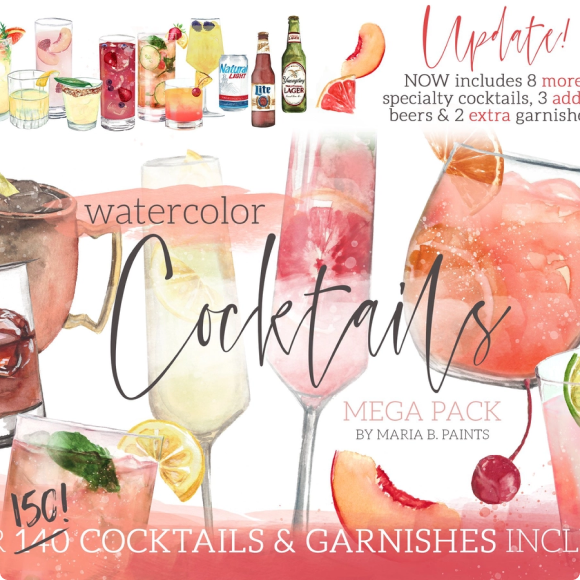 Update!
NOW includes 8 more
specialty cocktails, 3 add
beers & 2 extra garnishe
Natural
LIGHT
Lite
Yuengling
LAGER
watercolor
Cocktails
MEGA PACK
BY MARIA B. PAINTS
150!
R 140 COCKTAILS & GARNISHES INCL